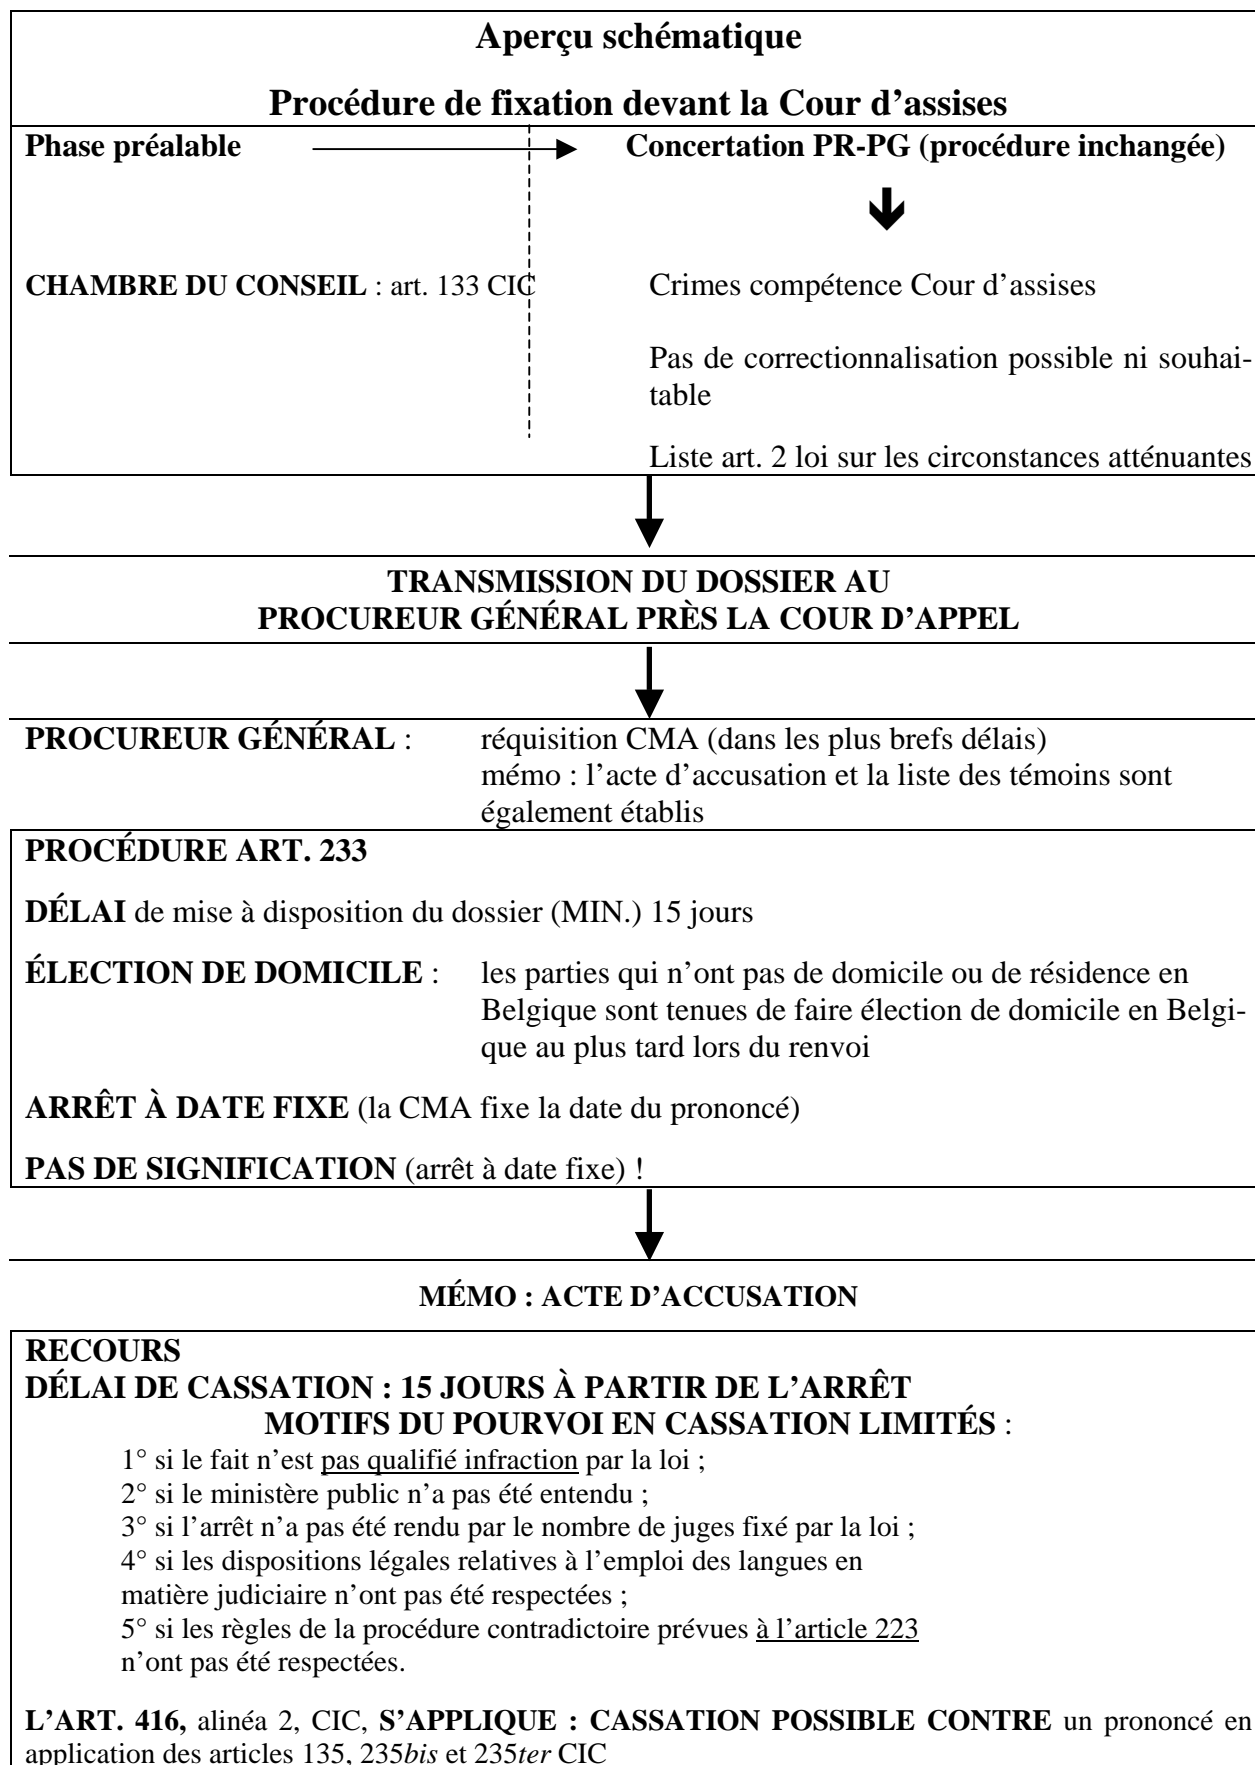 Aperçu schématique
Procédure de fixation devant la Cour d’assises
Phase préalable
Concertation PR-PG (procédure inchangée)
CHAMBRE DU CONSEIL : art. 133 CIC
Crimes compétence Cour d’assises
Pas de correctionnalisation possible ni souhai-
table
Liste art. 2 loi sur les circonstances atténuantes
TRANSMISSION DU DOSSIER AU
PROCUREUR GÉNÉRAL PRÈS LA COUR D’APPEL
PROCUREUR GÉNÉRAL : réquisition CMA (dans les plus brefs délais)
mémo : l’acte d’accusation et la liste des témoins sont
également établis
PROCÉDURE ART. 233
DÉLAI de mise à disposition du dossier (MIN.) 15 jours
ÉLECTION DE DOMICILE : les parties qui n’ont pas de domicile ou de résidence en
Belgique sont tenues de faire élection de domicile en Belgi-
que au plus tard lors du renvoi
ARRÊT À DATE FIXE (la CMA fixe la date du prononcé)
PAS DE SIGNIFICATION (arrêt à date fixe) !
MÉMO : ACTE D’ACCUSATION
RECOURS
DÉLAI DE CASSATION : 15 JOURS À PARTIR DE L’ARRÊT
MOTIFS DU POURVOI EN CASSATION LIMITÉS :
1° si le fait n’est pas qualifié infraction par la loi ;
2° si le ministère public n’a pas été entendu ;
3° si l’arrêt n’a pas été rendu par le nombre de juges fixé par la loi ;
4° si les dispositions légales relatives à l’emploi des langues en
matière judiciaire n’ont pas été respectées ;
5° si les règles de la procédure contradictoire prévues à l’article 223
n’ont pas été respectées.
L’ART. 416, alinéa 2, CIC, S’APPLIQUE : CASSATION POSSIBLE CONTRE un prononcé en
application des articles 135, 235bis et 235ter CIC